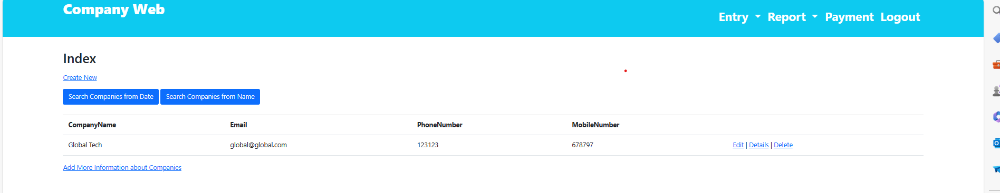 Company Web
Entry Report Payment Logout
Index
Create New
Search Companies from Date Search Companies from Name
CompanyName Email PhoneNumber MobileNumber
Global Tech global@global.com 123123 678797 Edit | Details | Delete
Add More Information about Companies